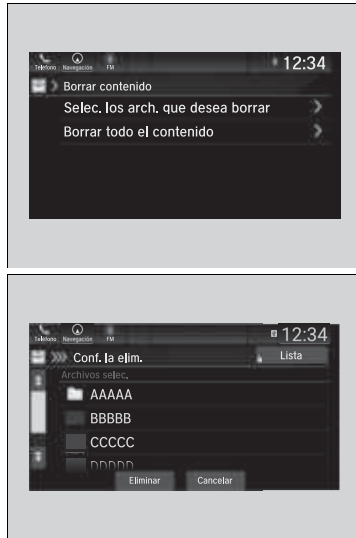 Teléfono Navegación FM 12:34
Borrar contenido
Selec. los arch. que desea borrar
Borrar todo el contenido
Teléfono Navegación FM 12:34
Conf. la elim. Lista
Archivos selec.
AAAAA
BBBBB
CCCCC
DDDDD
Eliminar Cancelar